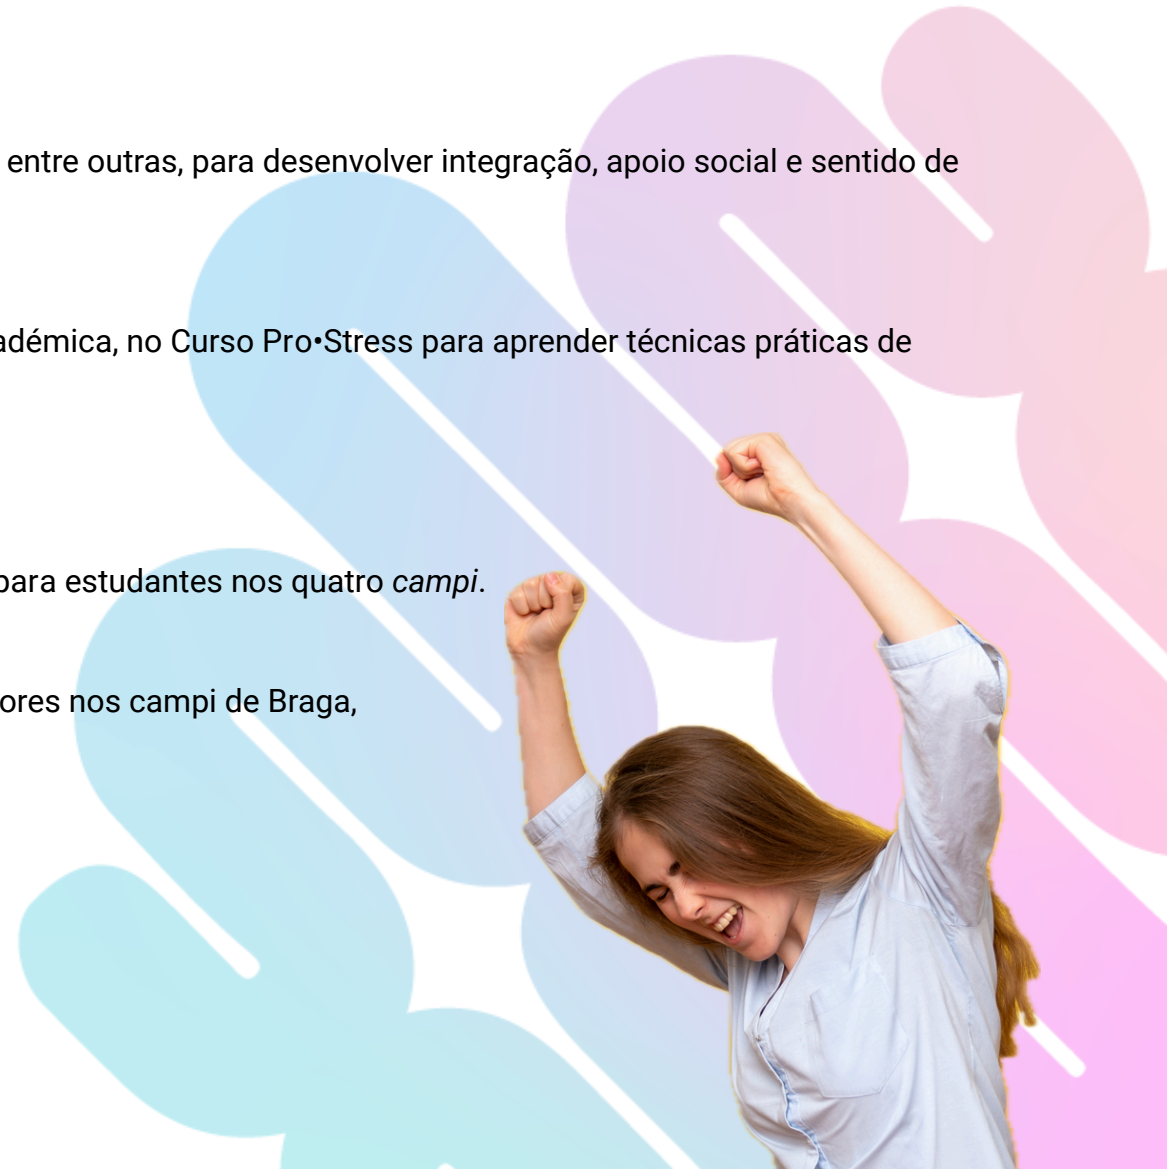 entre outras, para desenvolver integração, apoio social e sentido de
adémica, no Curso Pro•Stress para aprender técnicas práticas de
para estudantes nos quatro campi.
ores nos campi de Braga,